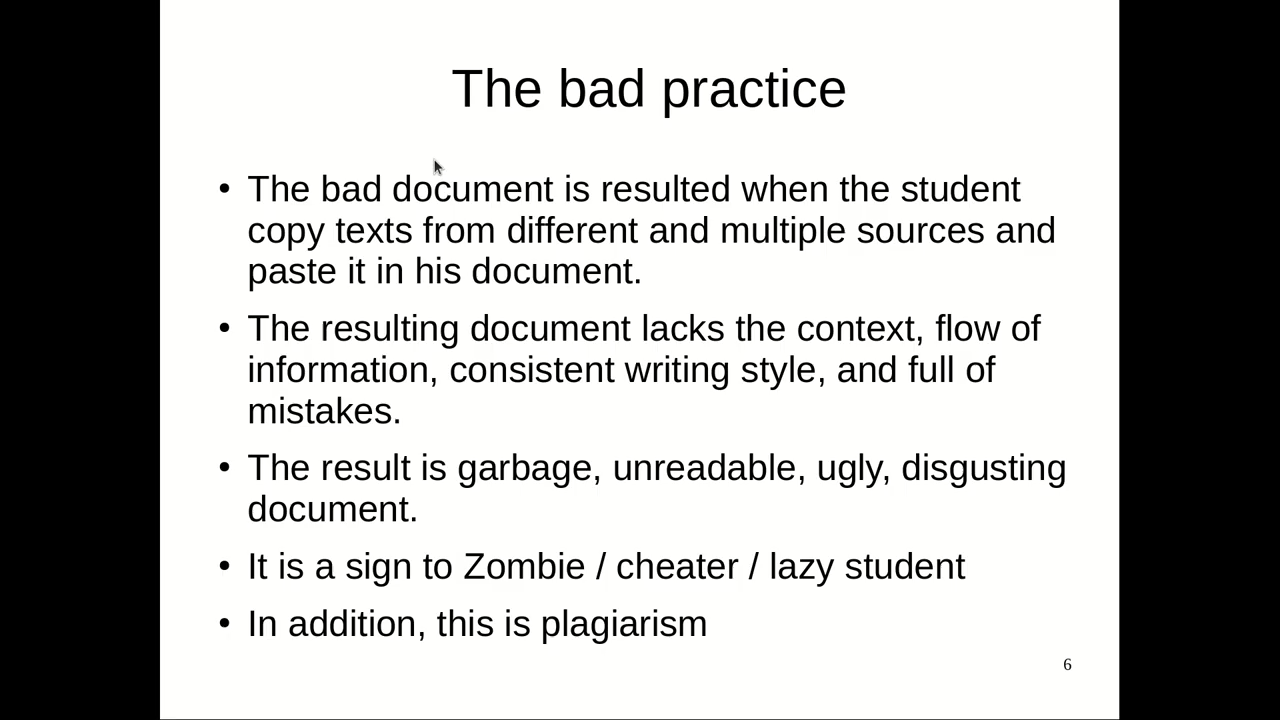 The bad practice
• The bad document is resulted when the student
copy texts from different and multiple sources and
paste it in his document.
• The resulting document lacks the context, flow of
information, consistent writing style, and full of
mistakes.
• The result is garbage, unreadable, ugly, disgusting
document.
• It is a sign to Zombie / cheater / lazy student
• In addition, this is plagiarism
6